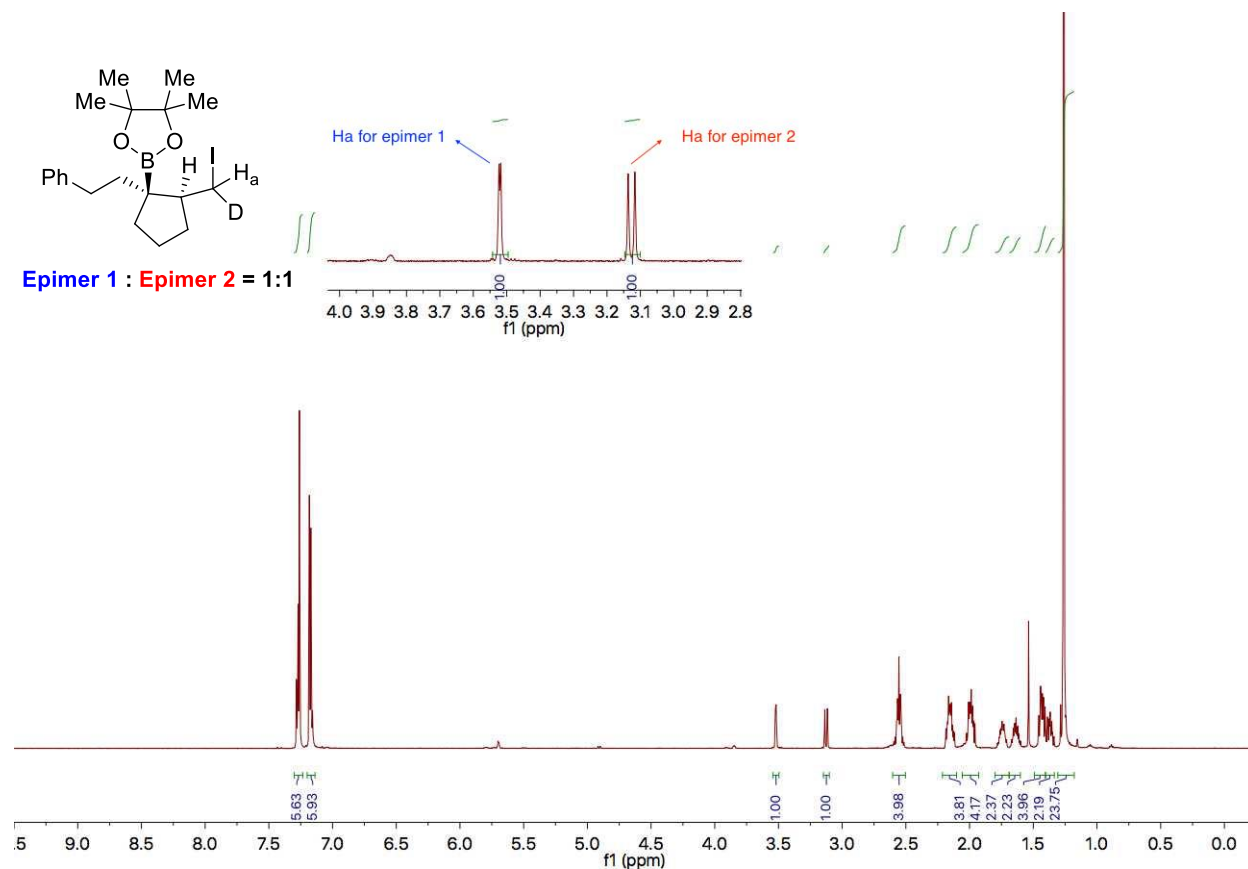 Me Me
Me Me
O O
B
H I
Ha
Ph
D
Epimer 1 : Epimer 2 = 1:1
Ha for epimer 1
Ha for epimer 2
1.00 1.00
4.0 3.9 3.8 3.7 3.6 3.5 3.4 3.3 3.2 3.1 3.0 2.9 2.8
f1 (ppm)
5.63 5.93 1.00 1.00 3.98 3.81 4.17 2.37 2.23 3.96 2.19 23.75
.5 9.0 8.5 8.0 7.5 7.0 6.5 6.0 5.5 5.0 4.5 4.0 3.5 3.0 2.5 2.0 1.5 1.0 0.5 0.0
f1 (ppm)